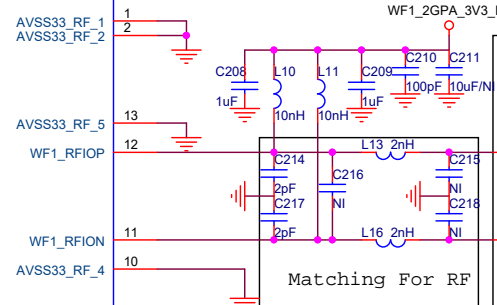 WF1_2GPA_3V3_
AVSS33_RF_1 1
AVSS33_RF_2 2
C208 L10 L11 C209 C210 C211
1uF 10nH 10nH 1uF 100pF 10uF/NI
AVSS33_RF_5 13
WF1_RFIOP 12
L13 2nH
C214 C216 C215
2pF NI NI
C217 C218
2pF NI
WF1_RFION 11
L16 2nH
AVSS33_RF_4 10
Matching For RF